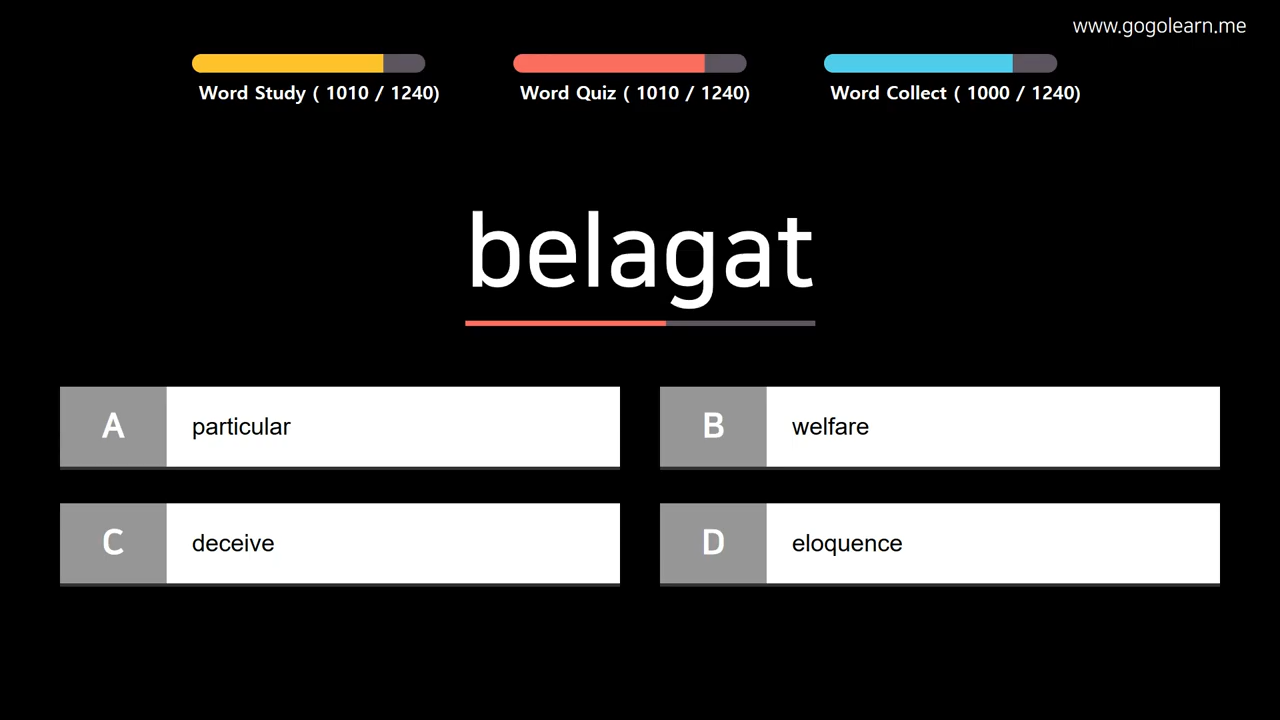 www.gogolearn.me
Word Study ( 1010 / 1240)
Word Quiz ( 1010 / 1240)
Word Collect ( 1000 / 1240)
belagat
A particular
B welfare
C deceive
D eloquence